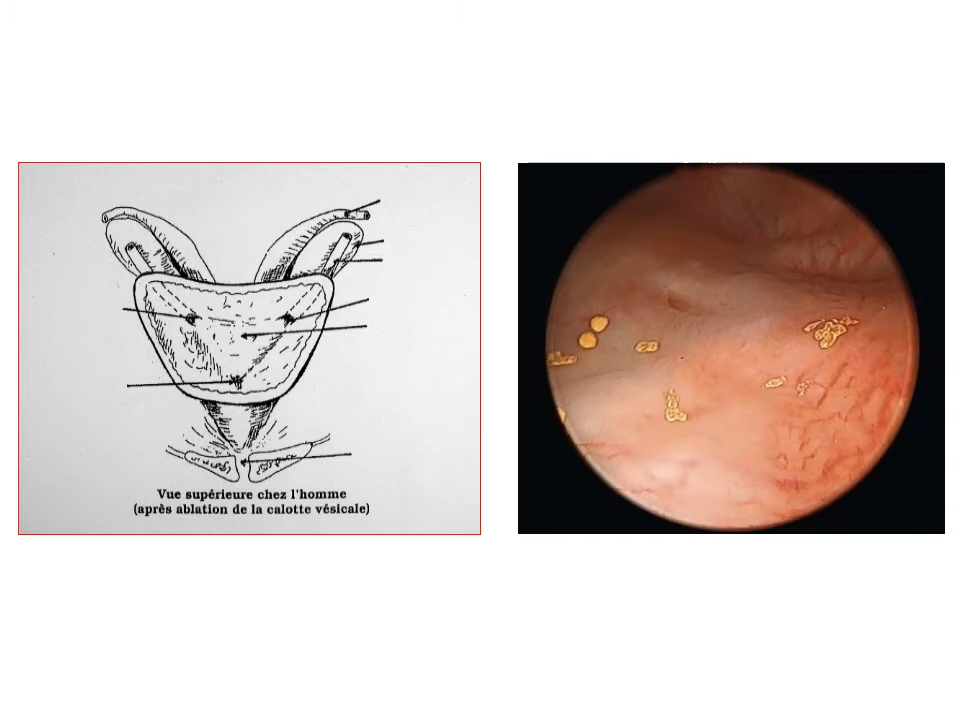 Vue supérieure chez l'homme
(après ablation de la calotte vésicale)